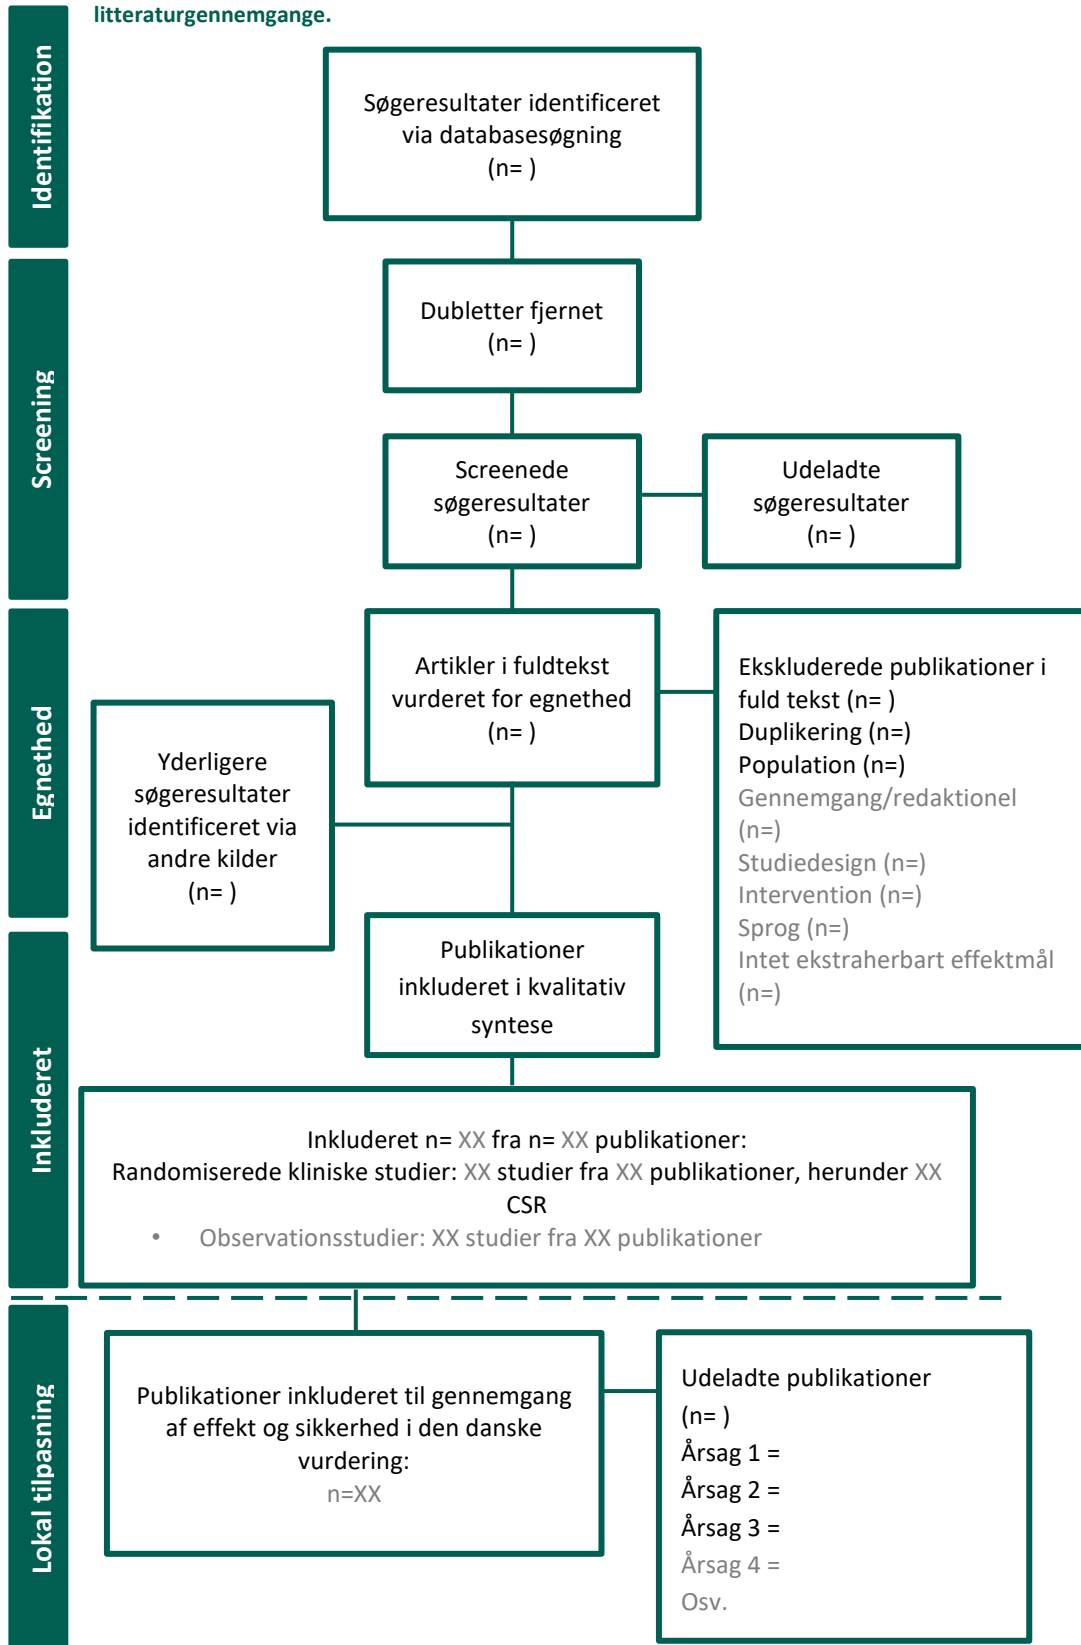 litteraturgennemgange.
Identifikation
Søgeresultater identificeret
via databasesøgning
(n= )
Screening
Dubletter fjernet
(n= )
Screenede
søgeresultater
(n= )
Udeladte
søgeresultater
(n= )
Egnethed
Artikler i fuldtekst
vurderet for egnethed
(n= )
Ekskluderede publikationer i
fuld tekst (n= )
Duplikering (n=)
Population (n=)
Gennemgang/redaktionel
(n=)
Studiedesign (n=)
Intervention (n=)
Sprog (n=)
Intet ekstraherbart effektmål
(n=)
Yderligere
søgeresultater
identificeret via
andre kilder
(n= )
Inkluderet
Publikationer
inkluderet i kvalitativ
syntese
Inkluderet n= XX fra n= XX publikationer:
Randomiserede kliniske studier: XX studier fra XX publikationer, herunder XX
CSR
• Observationsstudier: XX studier fra XX publikationer
Lokal tilpasning
Publikationer inkluderet til gennemgang
af effekt og sikkerhed i den danske
vurdering:
n=XX
Udeladte publikationer
(n= )
Årsag 1 =
Årsag 2 =
Årsag 3 =
Årsag 4 =
Osv.